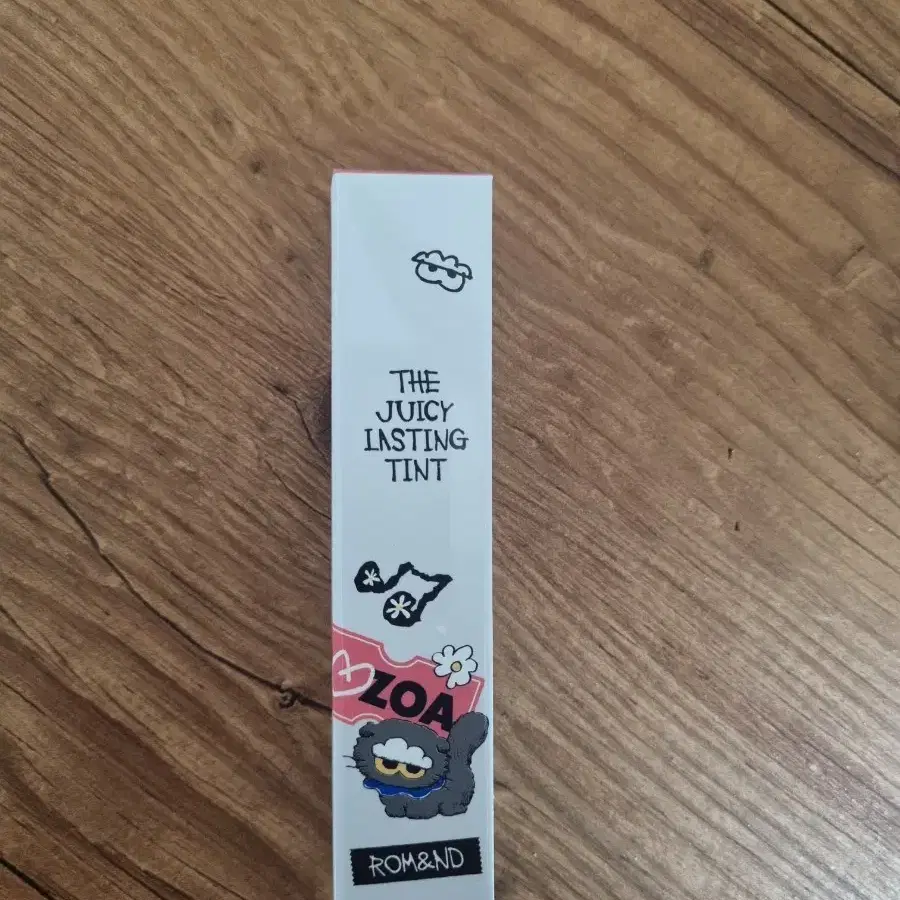 THE
JUICY
LASTING
TINT
ZOA
ROM&ND